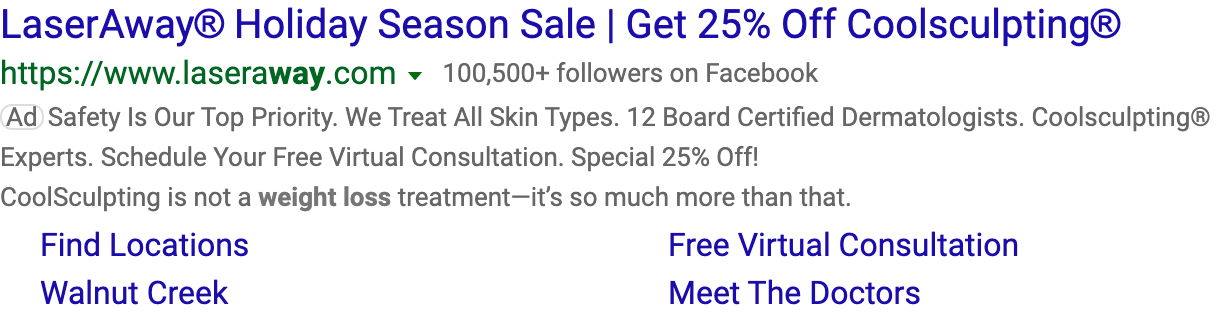 LaserAway® Holiday Season Sale | Get 25% Off Coolsculpting®
https://www.laseraway.com 100,500+ followers on Facebook
Ad Safety Is Our Top Priority. We Treat All Skin Types. 12 Board Certified Dermatologists. Coolsculpting®
Experts. Schedule Your Free Virtual Consultation. Special 25% Off!
CoolSculpting is not a weight loss treatment—it’s so much more than that.
Find Locations Free Virtual Consultation
Walnut Creek Meet The Doctors